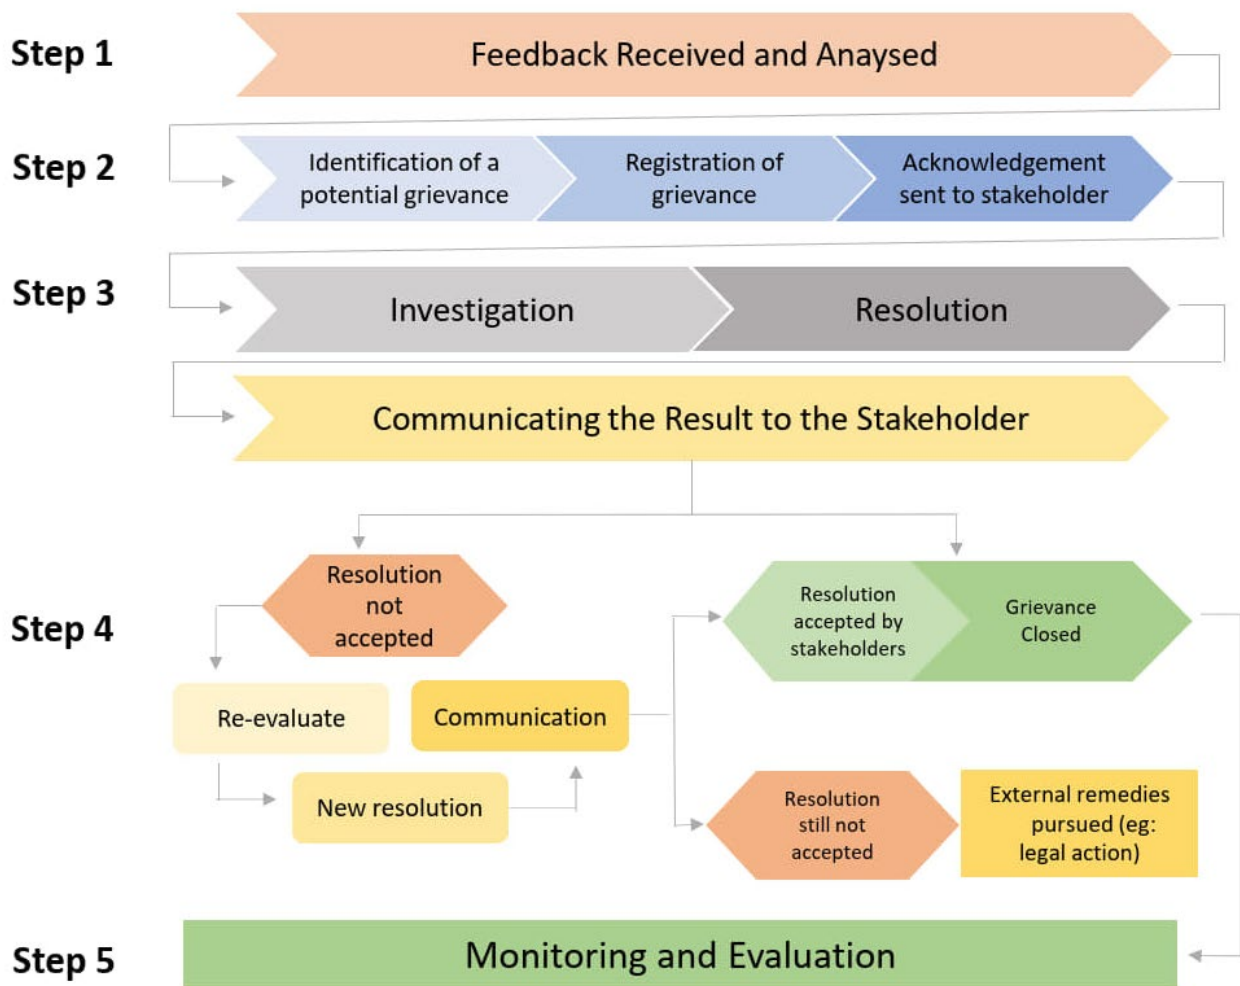 Step 1
Feedback Received and Anaysed
Step 2
Identification of a
potential grievance
Registration of
grievance
Acknowledgement
sent to stakeholder
Step 3
Investigation
Resolution
Communicating the Result to the Stakeholder
Step 4
Resolution
not
accepted
Resolution
accepted by
stakeholders
Grievance
Closed
Re-evaluate
Communication
New resolution
Resolution
still not
accepted
External remedies
pursued (eg:
legal action)
Step 5
Monitoring and Evaluation